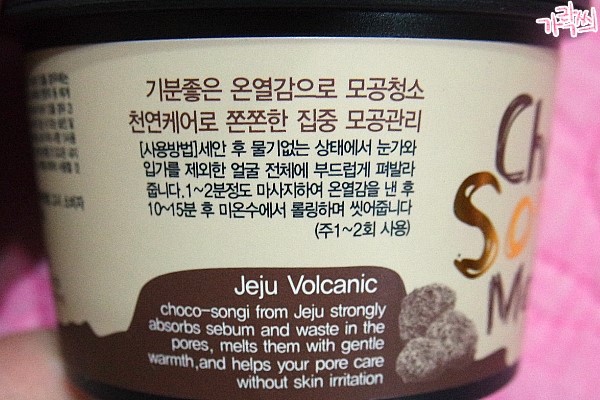 기락씨
기분좋은 온열감으로 모공청소
천연케어로 쫀쫀한 집중 모공관리
[사용방법]세안 후 물기없는 상태에서 눈가와
입가를 제외한 얼굴 전체에 부드럽게 펴발라
줍니다.1~2분정도 마사지하여 온열감을 낸 후
10~15분 후 미온수에서 롤링하며 씻어줍니다
(주1~2회 사용)
Jeju Volcanic
choco-songi from Jeju strongly
absorbs sebum and waste in the
pores, melts them with gentle
warmth,and helps your pore care
without skin irritation